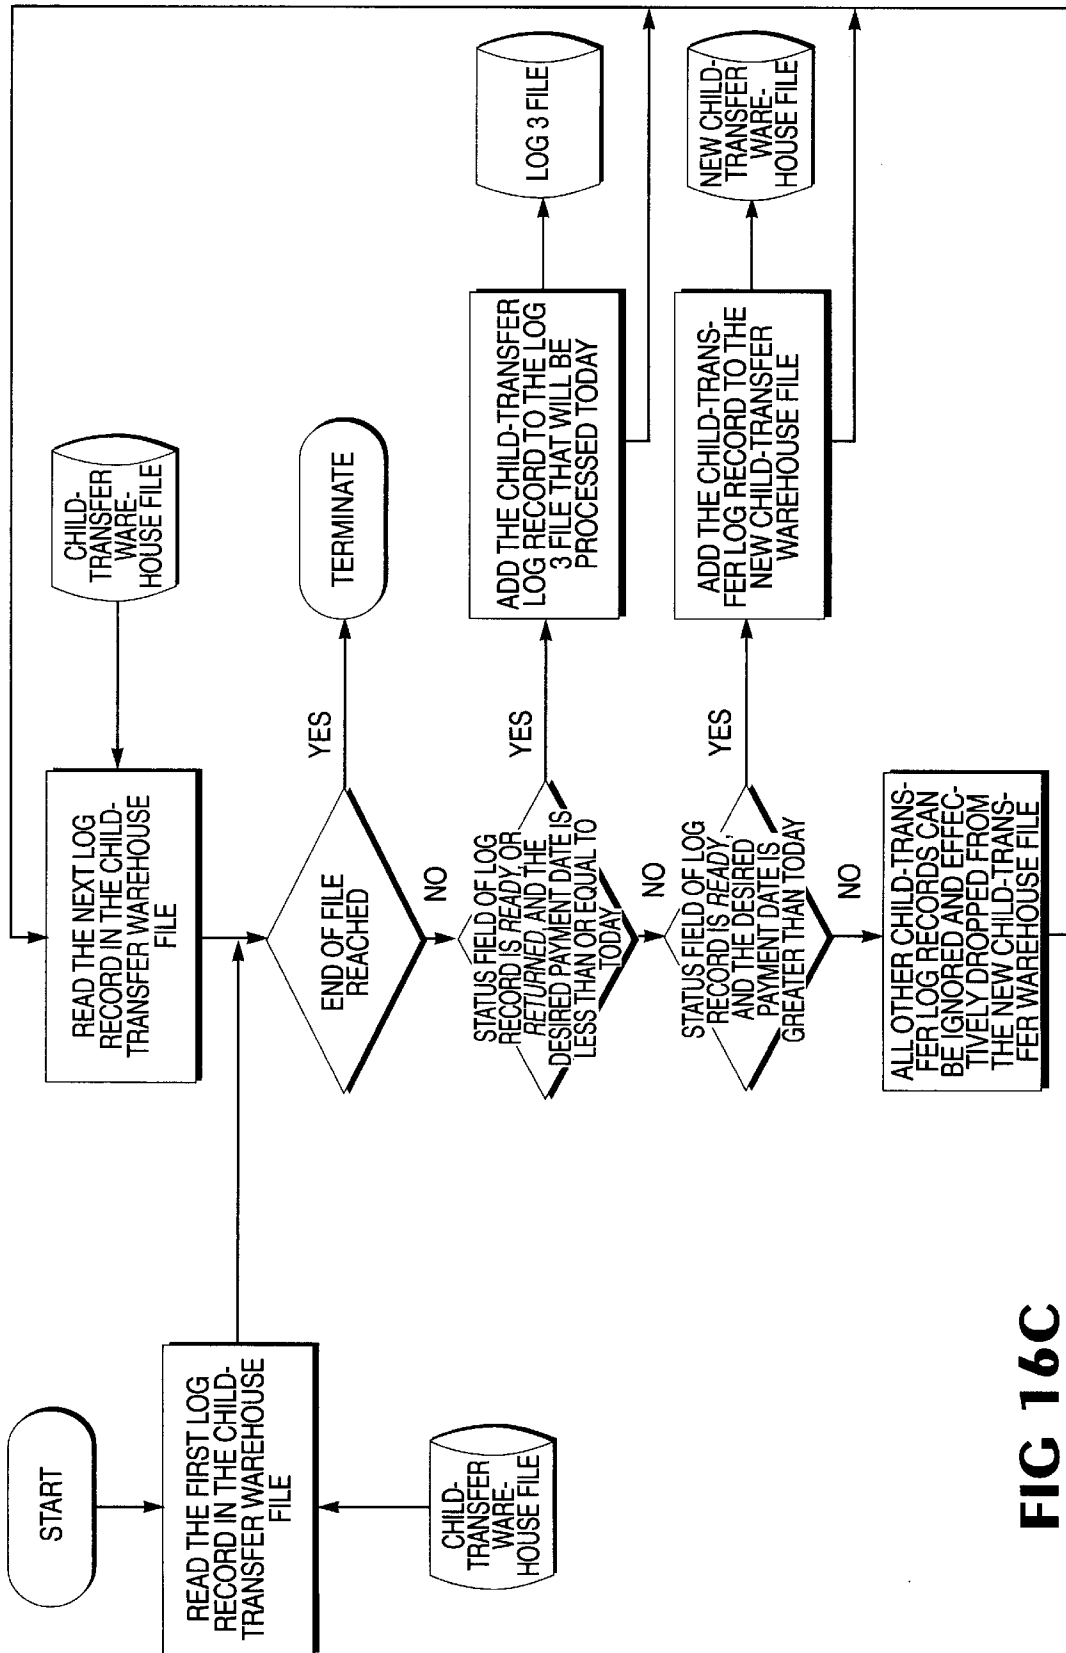 START
READ THE FIRST LOG
RECORD IN THE CHILD-
TRANSFER WAREHOUSE
FILE
CHILD-
TRANSFER
WARE-
HOUSE FILE
READ THE NEXT LOG
RECORD IN THE CHILD-
TRANSFER WAREHOUSE
FILE
CHILD-
TRANSFER
WARE-
HOUSE FILE
END OF FILE
REACHED
YES
TERMINATE
NO
STATUS FIELD OF LOG
RECORD IS READY, OR
RETURNED AND THE
DESIRED PAYMENT DATE IS
LESS THAN OR EQUAL TO
TODAY
YES
ADD THE CHILD-TRANSFER
LOG RECORD TO THE LOG
3 FILE THAT WILL BE
PROCESSED TODAY
LOG 3 FILE
NO
STATUS FIELD OF LOG
RECORD IS READY,
AND THE DESIRED
PAYMENT DATE IS
GREATER THAN TODAY
YES
ADD THE CHILD-TRANS-
FER LOG RECORD TO THE
NEW CHILD-TRANSFER
WAREHOUSE FILE
NEW CHILD-
TRANSFER
WARE-
HOUSE FILE
NO
ALL OTHER CHILD-TRANS-
FER LOG RECORDS CAN
BE IGNORED AND EFFEC-
TIVELY DROPPED FROM
THE NEW CHILD-TRANS-
FER WAREHOUSE FILE
FIG 16C